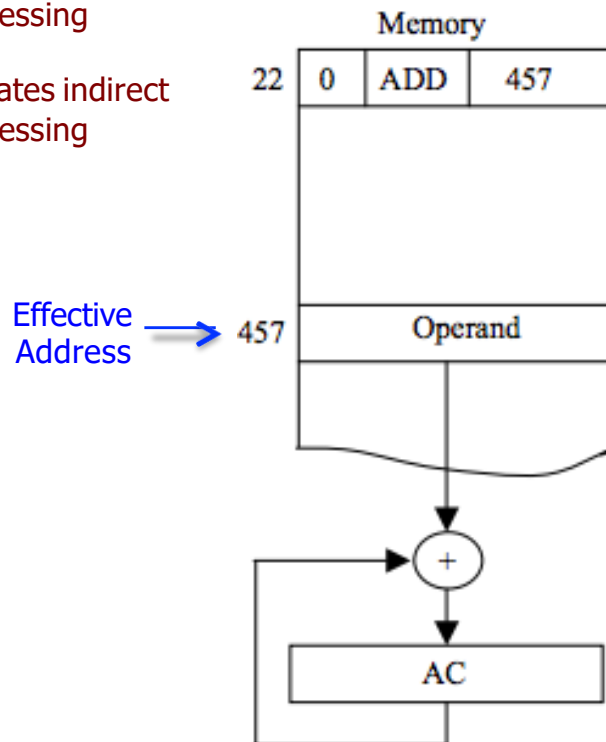 essing
ates indirect
essing
Memory
22 0 ADD 457
Effective
Address
457 Operand
+
AC